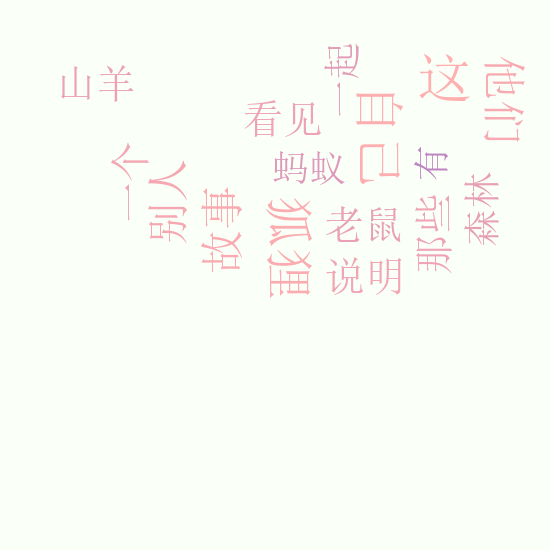 山羊
一起
这
他们
看见
自己
一个
别人
蚂蚁
有
故事
狐狸
老鼠
那些
森林
说明